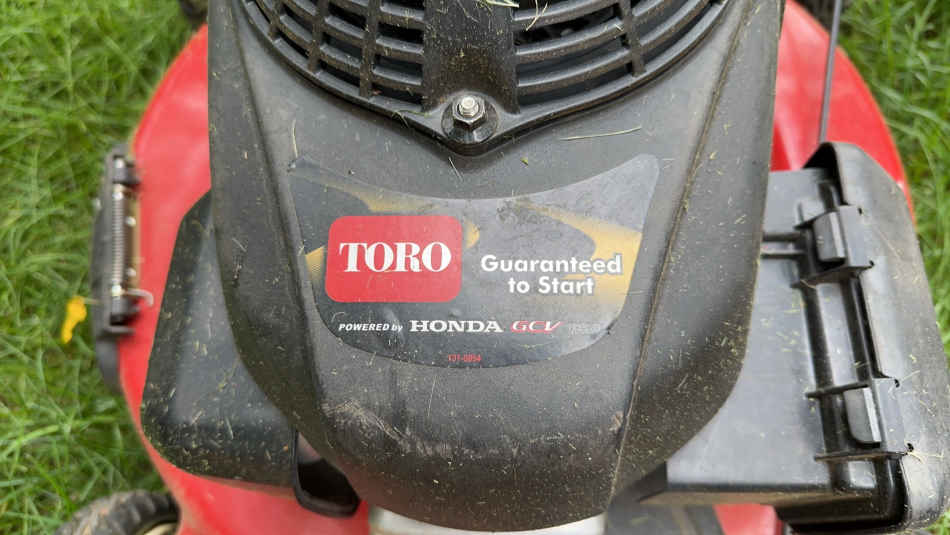 TORO
Guaranteed
to Start
POWERED by HONDA GCV